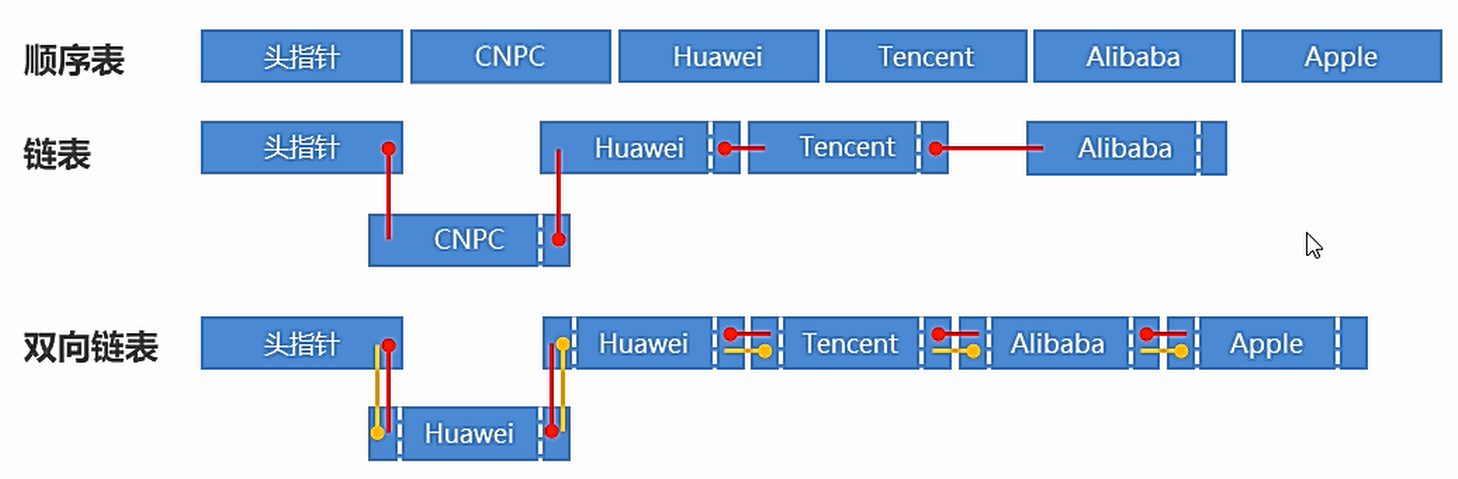 顺序表 头指针 CNPC Huawei Tencent Alibaba Apple
链表 头指针 Huawei Tencent Alibaba
CNPC
双向链表 头指针 Huawei Tencent Alibaba Apple
Huawei